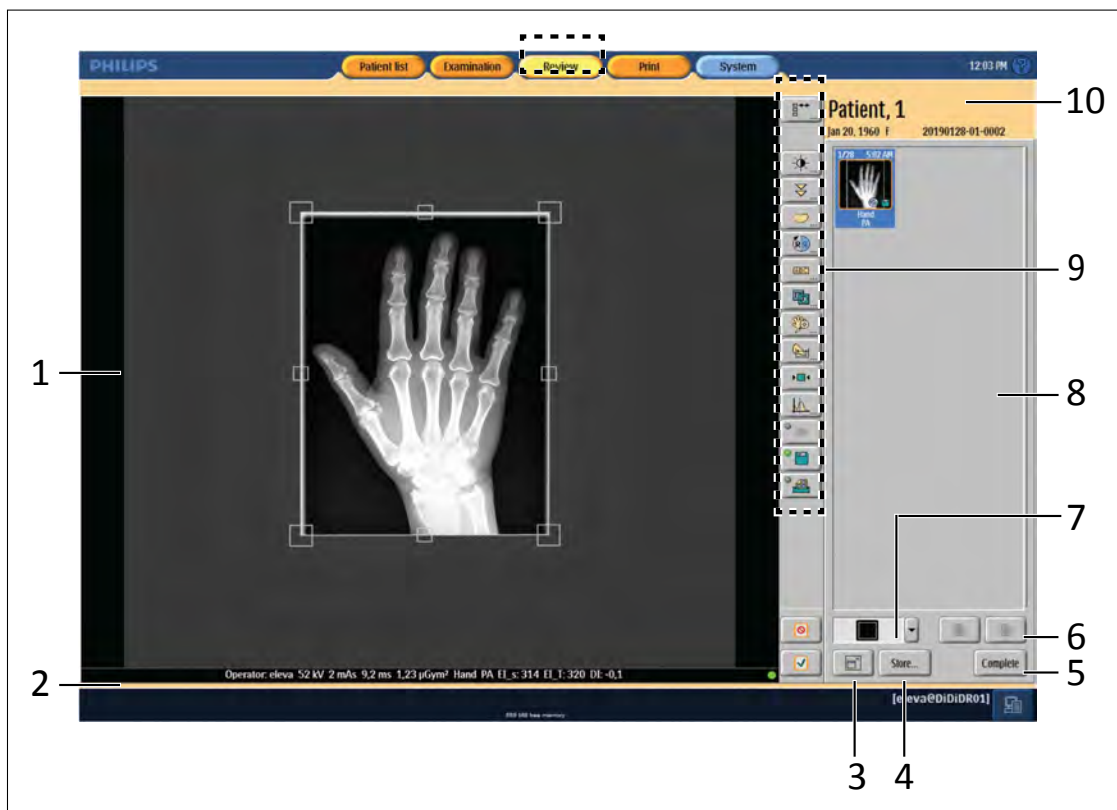 PHILIPS
Patient list
Examination
Review
Print
System
12:03 PM
10
Patient, 1
Jan 20, 1960 f 20190128-01-0002
1/28 5:02 AM
Hand
PA
9
1
8
7
6
Store...
Complete
5
Operator: eleva 52 kV 2 mAs 9,2 ms 1,23 µGym² Hand PA EI_s: 314 EI_T: 320 DI: -0,1
2
[eleva@DiDiDR01]
3
4